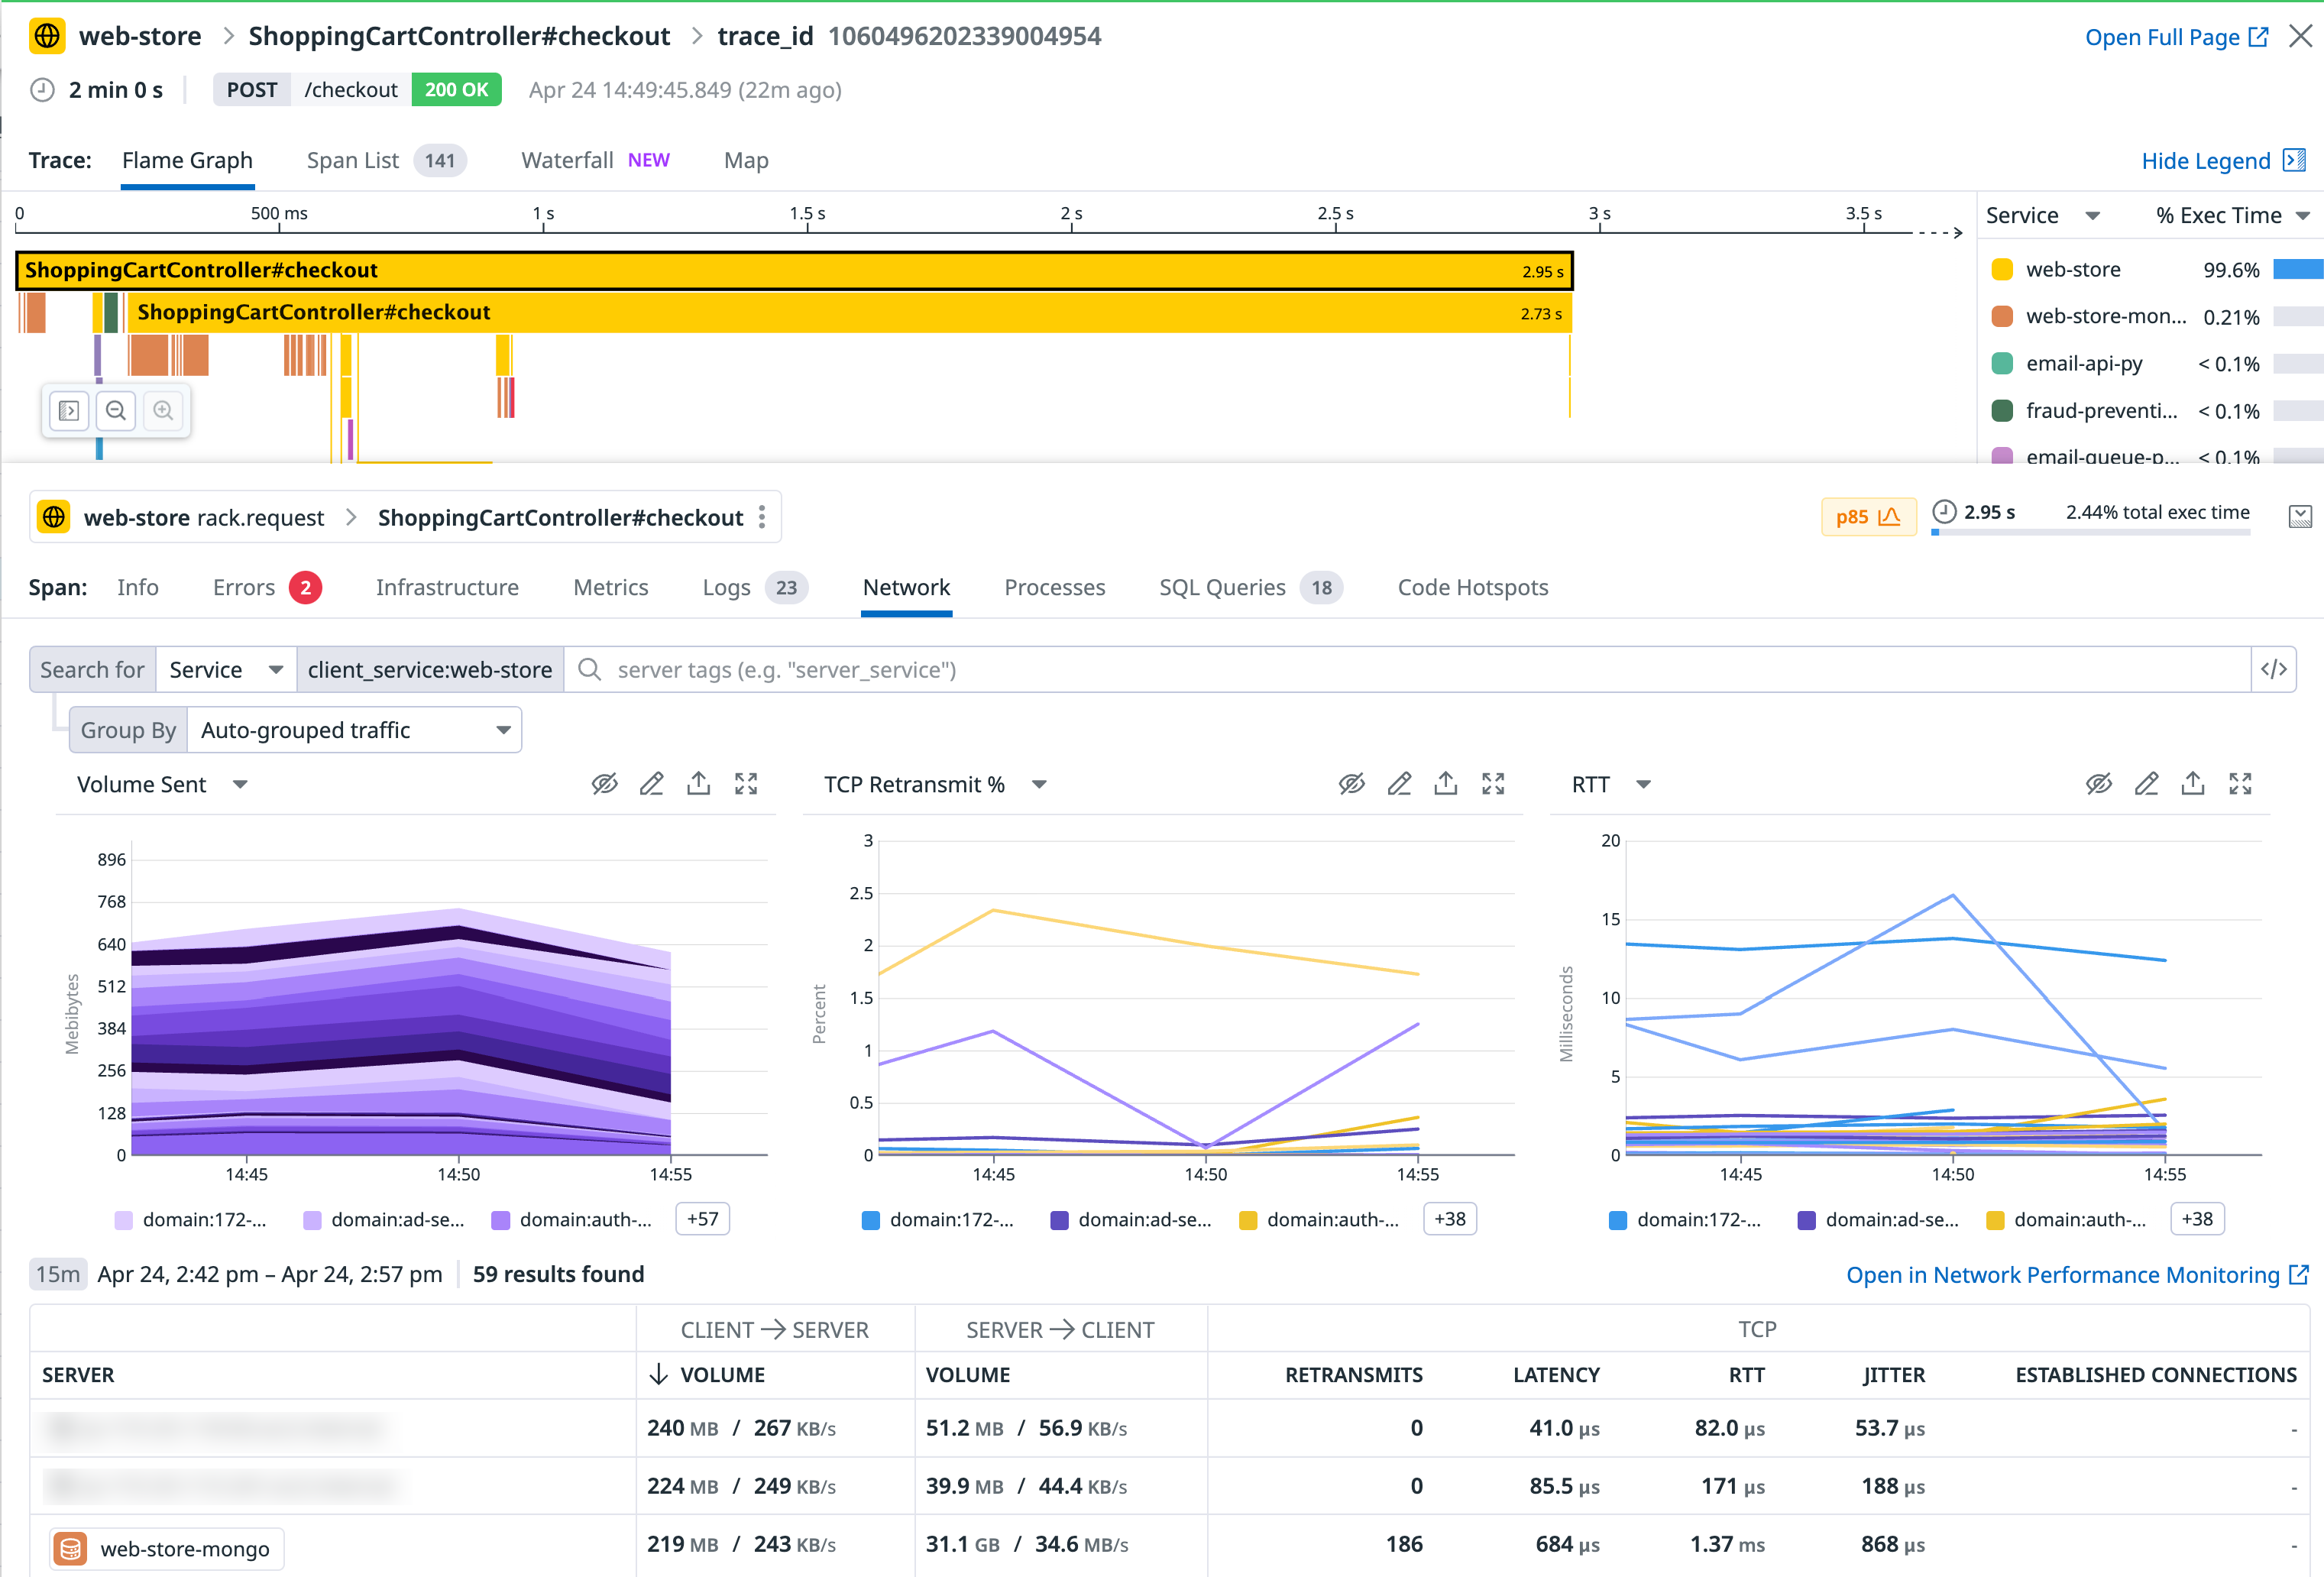 web-store > ShoppingCartController#checkout > trace_id 1060496202339004954
Open Full Page
2 min 0 s
POST /checkout 200 OK
Apr 24 14:49:45.849 (22m ago)
Trace: Flame Graph Span List 141 Waterfall NEW Map
Hide Legend
0 500 ms 1 s 1.5 s 2 s 2.5 s 3 s 3.5 s
Service % Exec Time
ShoppingCartController#checkout 2.95 s
ShoppingCartController#checkout 2.73 s
web-store 99.6%
web-store-mon... 0.21%
email-api-py < 0.1%
fraud-preventi... < 0.1%
email-queue-p... < 0.1%
web-store rack.request > ShoppingCartController#checkout
p85 2.95 s 2.44% total exec time
Span: Info Errors 2 Infrastructure Metrics Logs 23 Network Processes SQL Queries 18 Code Hotspots
Search for Service client_service:web-store server tags (e.g. "server_service") </>
Group By Auto-grouped traffic
Volume Sent
896
768
640
512
384
256
128
0
Mebibytes
14:45 14:50 14:55
domain:172-... domain:ad-se... domain:auth-... +57
TCP Retransmit %
3
2.5
2
1.5
1
0.5
0
Percent
14:45 14:50 14:55
domain:172-... domain:ad-se... domain:auth-... +38
RTT
20
15
10
5
0
Milliseconds
14:45 14:50 14:55
domain:172-... domain:ad-se... domain:auth-... +38
15m Apr 24, 2:42 pm – Apr 24, 2:57 pm 59 results found
Open in Network Performance Monitoring
CLIENT → SERVER SERVER → CLIENT TCP
SERVER ↓ VOLUME VOLUME RETRANSMITS LATENCY RTT JITTER ESTABLISHED CONNECTIONS
240 MB / 267 KB/s 51.2 MB / 56.9 KB/s 0 41.0 µs 82.0 µs 53.7 µs -
224 MB / 249 KB/s 39.9 MB / 44.4 KB/s 0 85.5 µs 171 µs 188 µs -
web-store-mongo 219 MB / 243 KB/s 31.1 GB / 34.6 MB/s 186 684 µs 1.37 ms 868 µs -